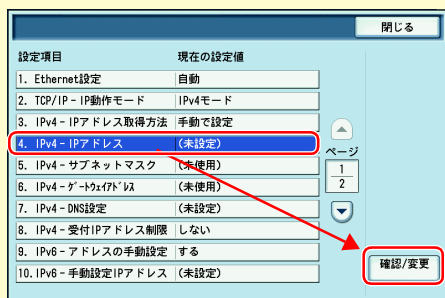 閉じる
設定項目 現在の設定値
1. Ethernet設定 自動
2. TCP/IP - IP動作モード IPv4モード
3. IPv4 - IPアドレス取得方法 手動で設定
4. IPv4 - IPアドレス (未設定)
5. IPv4 - サブネットマスク (未使用)
6. IPv4 - ゲートウェイアドレス (未使用)
7. IPv4 - DNS設定 (未設定)
8. IPv4 - 受付IPアドレス制限 しない
9. IPv6 - アドレスの手動設定 する
10. IPv6 - 手動設定IPアドレス (未設定)
ページ
1
2
確認/変更